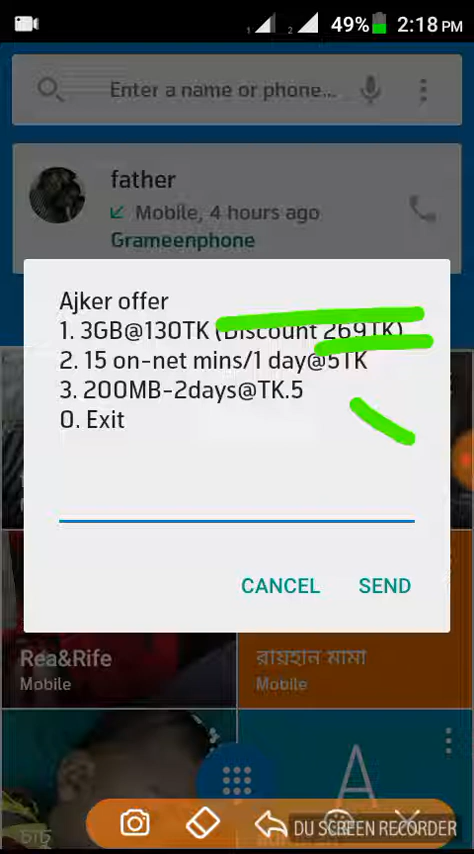 1 2 49% 2:18 PM
Enter a name or phone...
father
Mobile, 4 hours ago
Grameenphone
Ajker offer
1. 3GB@130TK (Discount 269TK)
2. 15 on-net mins/1 day@5TK
3. 200MB-2days@TK.5
0. Exit
CANCEL SEND
Rea&Rife
Mobile
রায়হান মামা
Mobile
A
চাচু
DU SCREEN RECORDER